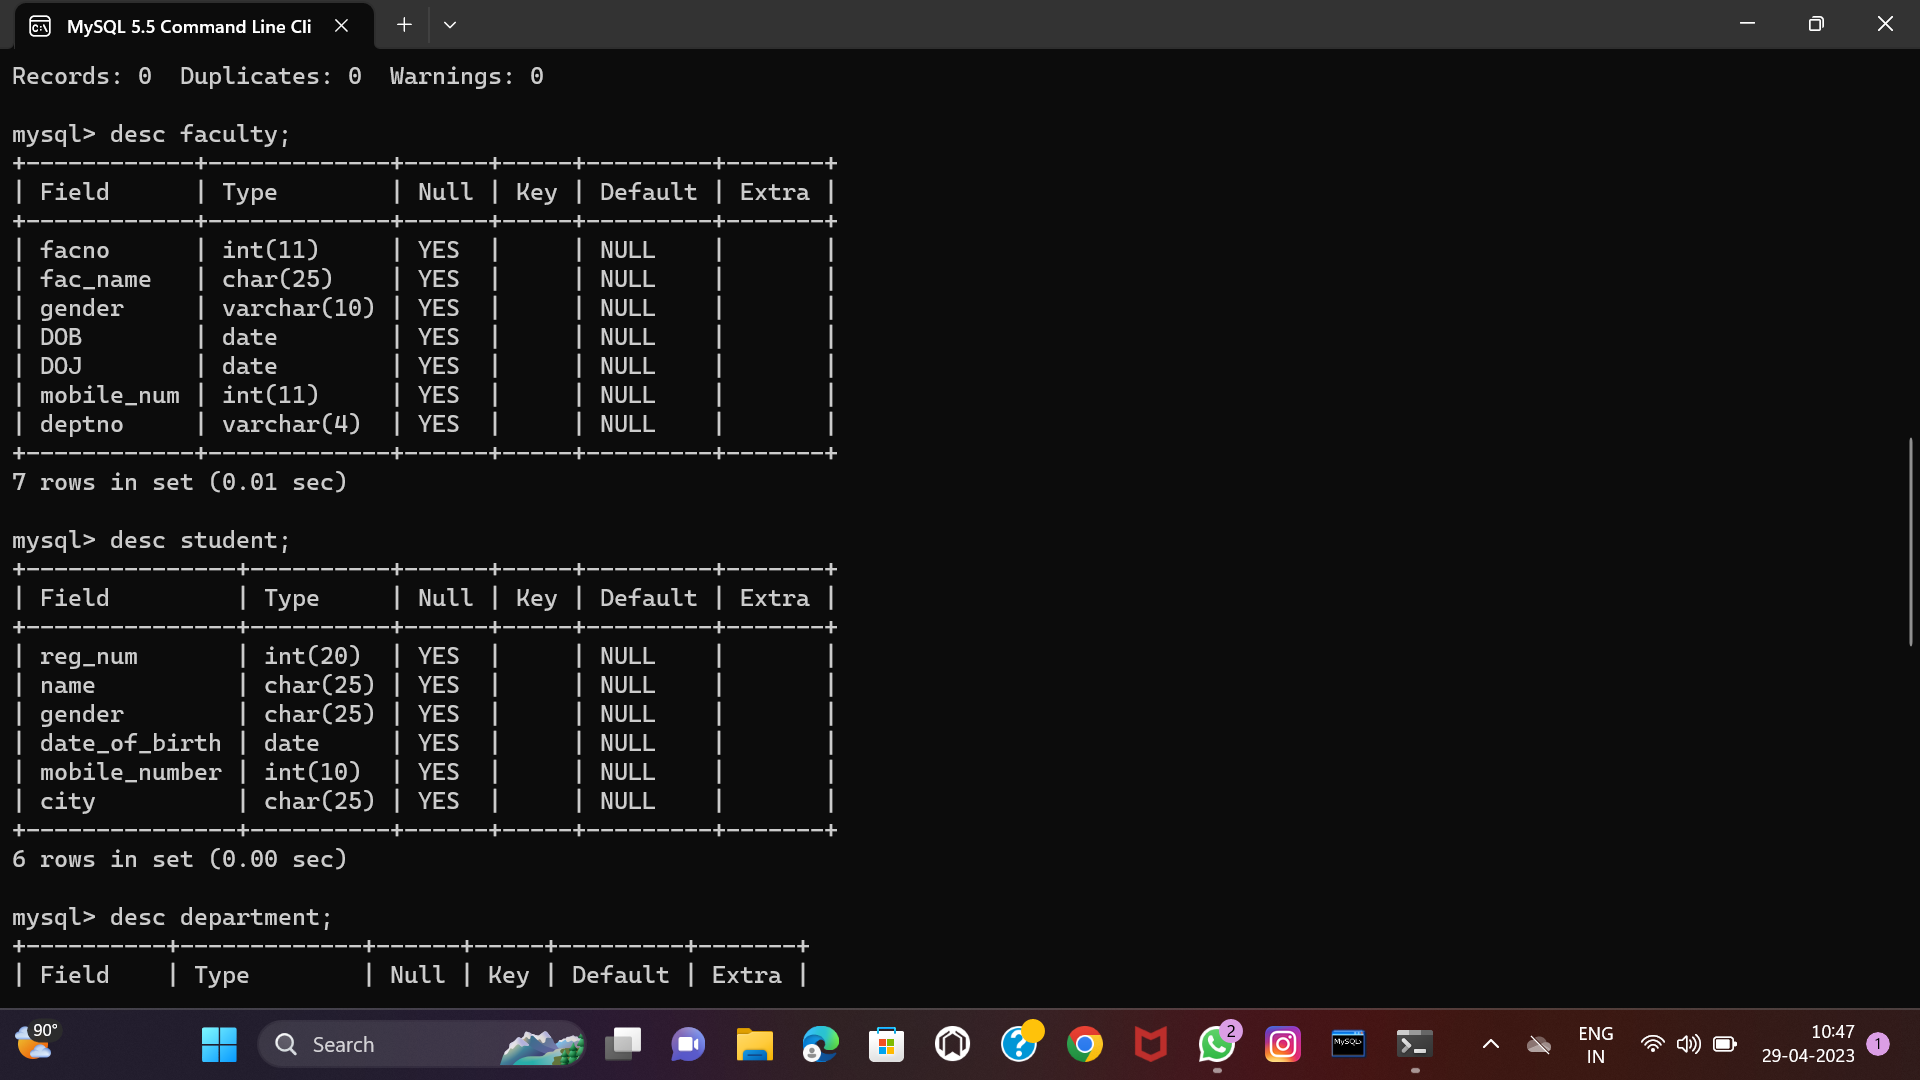 MySQL 5.5 Command Line Cli
Records: 0  Duplicates: 0  Warnings: 0
mysql> desc faculty;
+------------+-------------+------+-----+---------+-------+
| Field      | Type        | Null | Key | Default | Extra |
+------------+-------------+------+-----+---------+-------+
| facno      | int(11)     | YES  |     | NULL    |       |
| fac_name   | char(25)    | YES  |     | NULL    |       |
| gender     | varchar(10) | YES  |     | NULL    |       |
| DOB        | date        | YES  |     | NULL    |       |
| DOJ        | date        | YES  |     | NULL    |       |
| mobile_num | int(11)     | YES  |     | NULL    |       |
| deptno     | varchar(4)  | YES  |     | NULL    |       |
+------------+-------------+------+-----+---------+-------+
7 rows in set (0.01 sec)
mysql> desc student;
+---------------+----------+------+-----+---------+-------+
| Field         | Type     | Null | Key | Default | Extra |
+---------------+----------+------+-----+---------+-------+
| reg_num       | int(20)  | YES  |     | NULL    |       |
| name          | char(25) | YES  |     | NULL    |       |
| gender        | char(25) | YES  |     | NULL    |       |
| date_of_birth | date     | YES  |     | NULL    |       |
| mobile_number | int(10)  | YES  |     | NULL    |       |
| city          | char(25) | YES  |     | NULL    |       |
+---------------+----------+------+-----+---------+-------+
6 rows in set (0.00 sec)
mysql> desc department;
+----------+-------------+------+-----+---------+-------+
| Field    | Type        | Null | Key | Default | Extra |
90°
Search
2
MySQL>
ENG
IN
10:47
29-04-2023
1